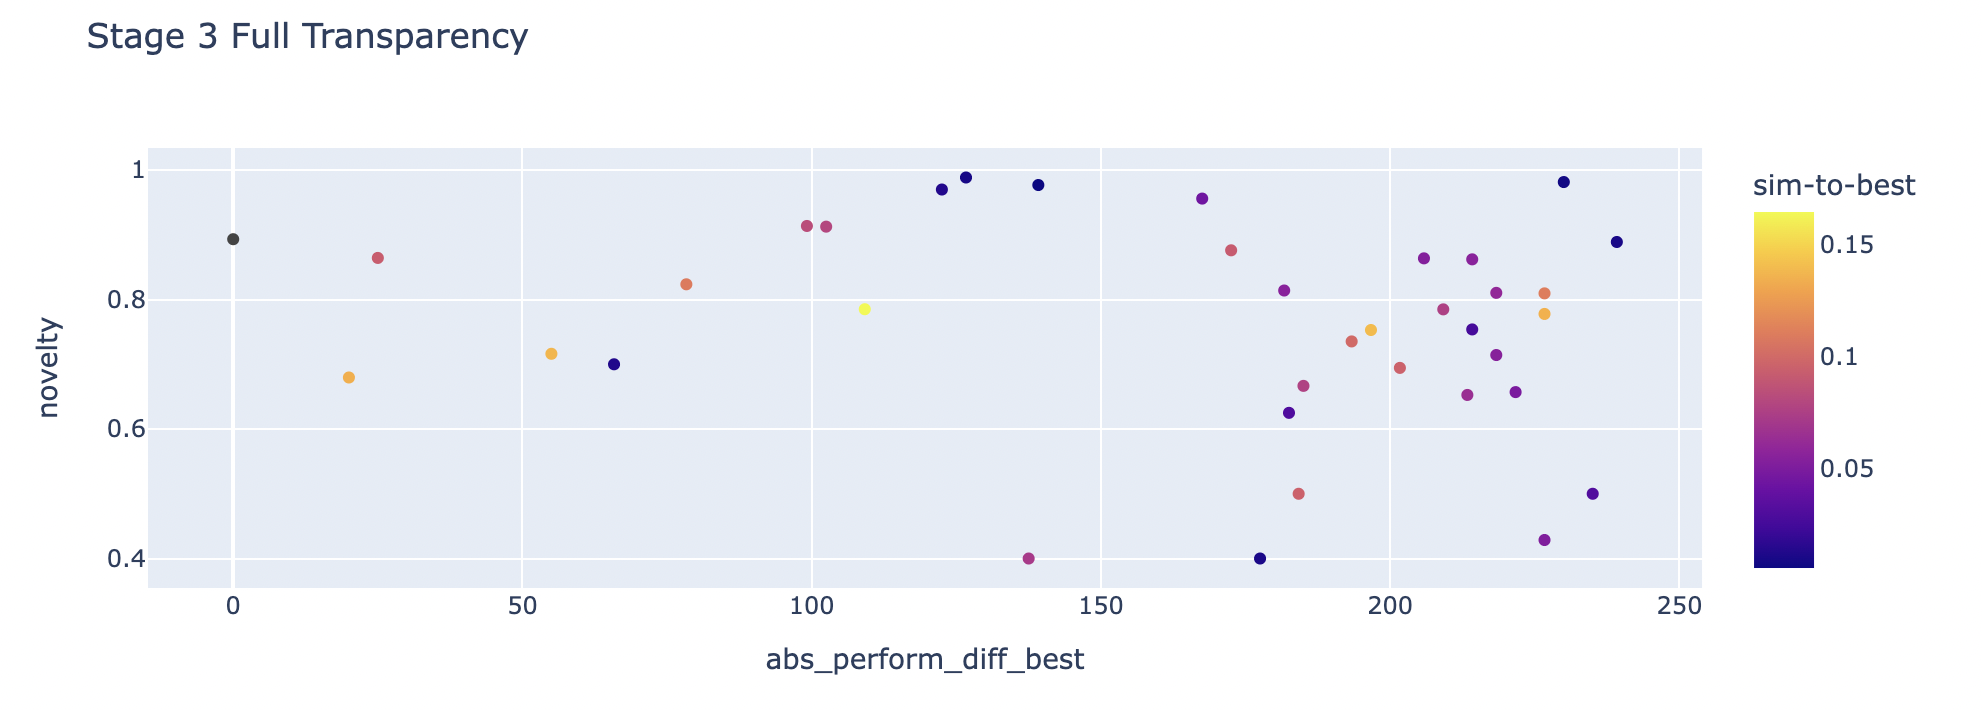 Stage 3 Full Transparency
1
0.8
0.6
0.4
novelty
0 50 100 150 200 250
abs_perform_diff_best
sim-to-best
0.15
0.1
0.05